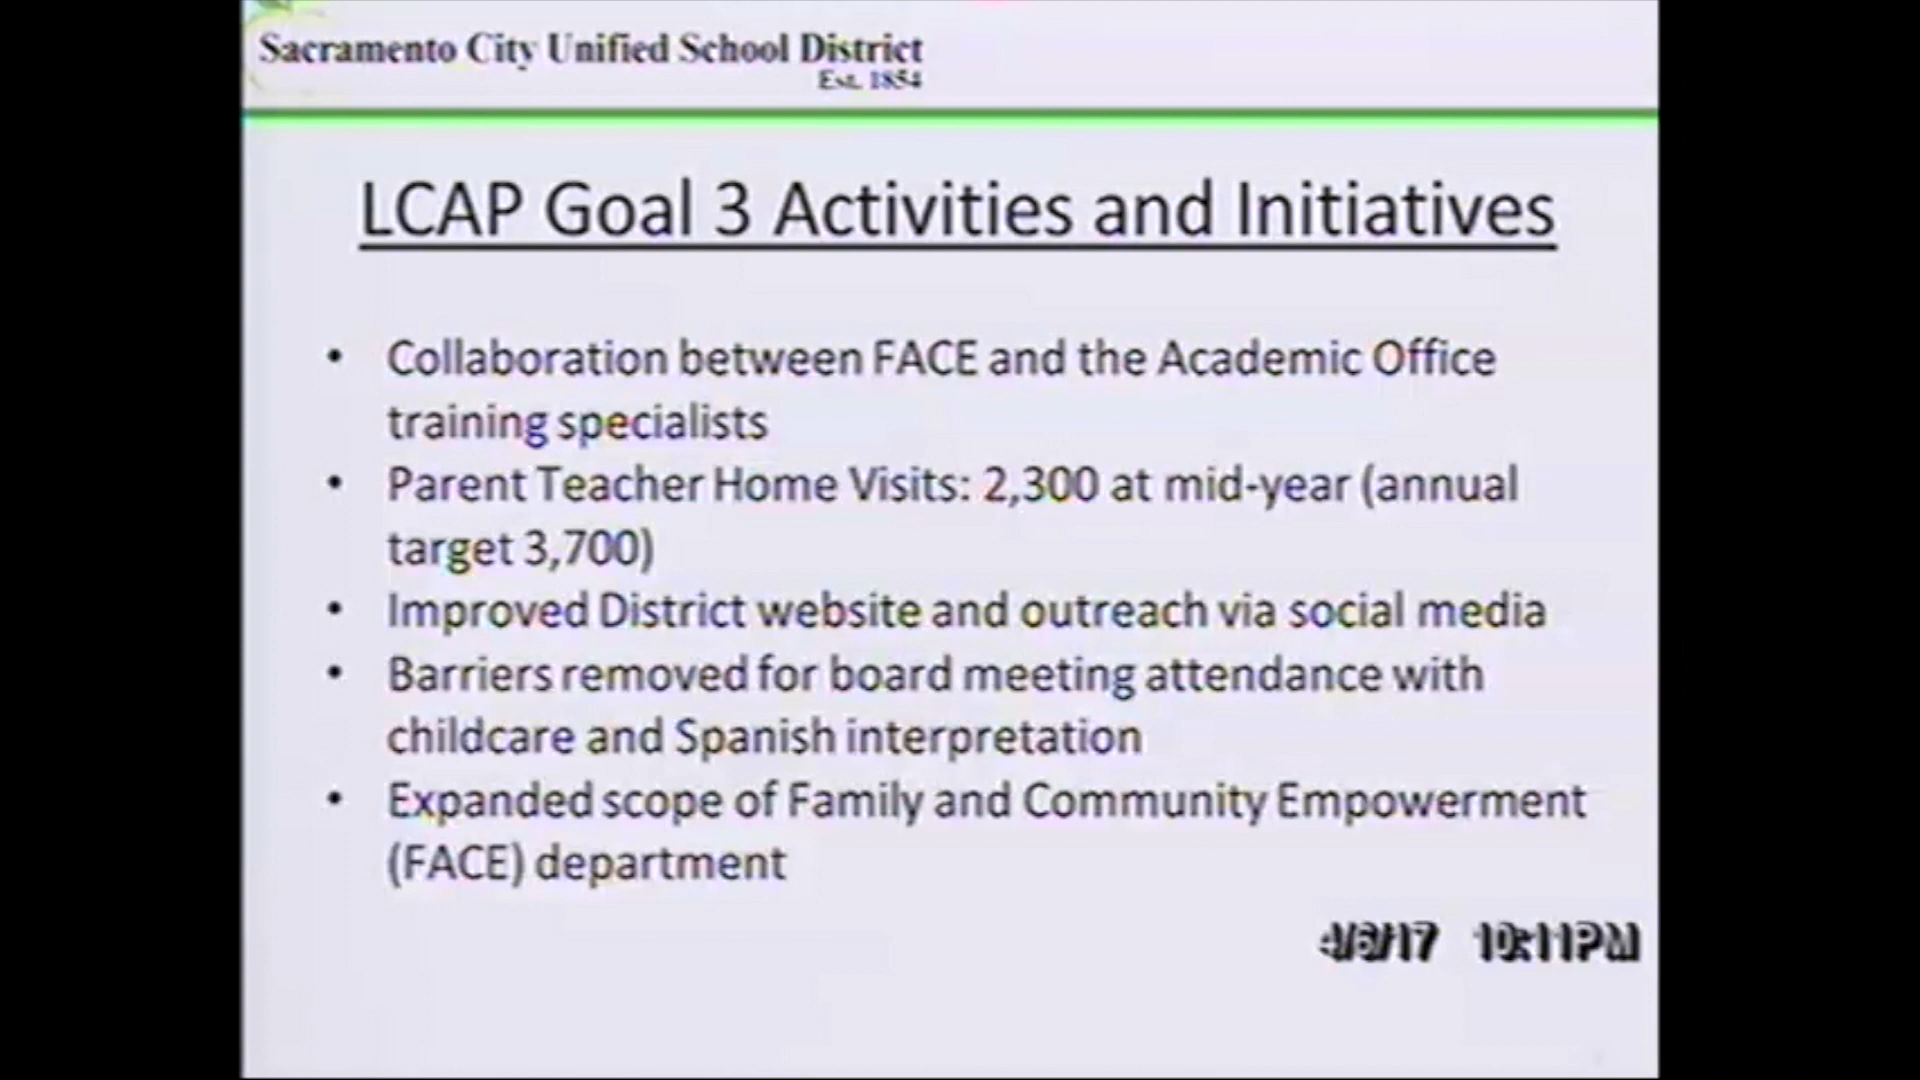 Sacramento City Unified School District
Est. 1854
LCAP Goal 3 Activities and Initiatives
• Collaboration between FACE and the Academic Office
training specialists
• Parent Teacher Home Visits: 2,300 at mid-year (annual
target 3,700)
• Improved District website and outreach via social media
• Barriers removed for board meeting attendance with
childcare and Spanish interpretation
• Expanded scope of Family and Community Empowerment
(FACE) department
4/6/17 10:11PM